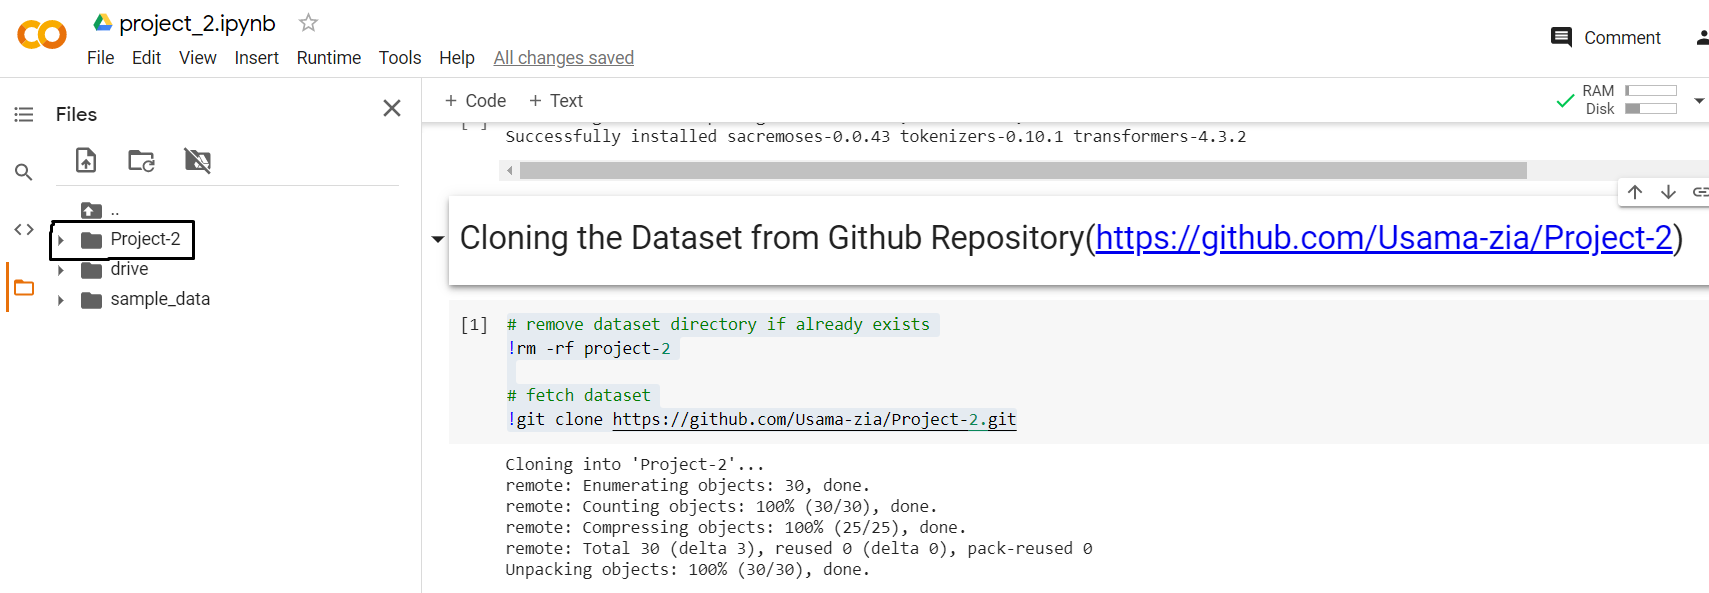 project_2.ipynb
File Edit View Insert Runtime Tools Help All changes saved
Comment
Files
+ Code + Text
RAM
Disk
Successfully installed sacremoses-0.0.43 tokenizers-0.10.1 transformers-4.3.2
..
Project-2
drive
sample_data
Cloning the Dataset from Github Repository(https://github.com/Usama-zia/Project-2)
[1] # remove dataset directory if already exists
!rm -rf project-2
# fetch dataset
!git clone https://github.com/Usama-zia/Project-2.git
Cloning into 'Project-2'...
remote: Enumerating objects: 30, done.
remote: Counting objects: 100% (30/30), done.
remote: Compressing objects: 100% (25/25), done.
remote: Total 30 (delta 3), reused 0 (delta 0), pack-reused 0
Unpacking objects: 100% (30/30), done.